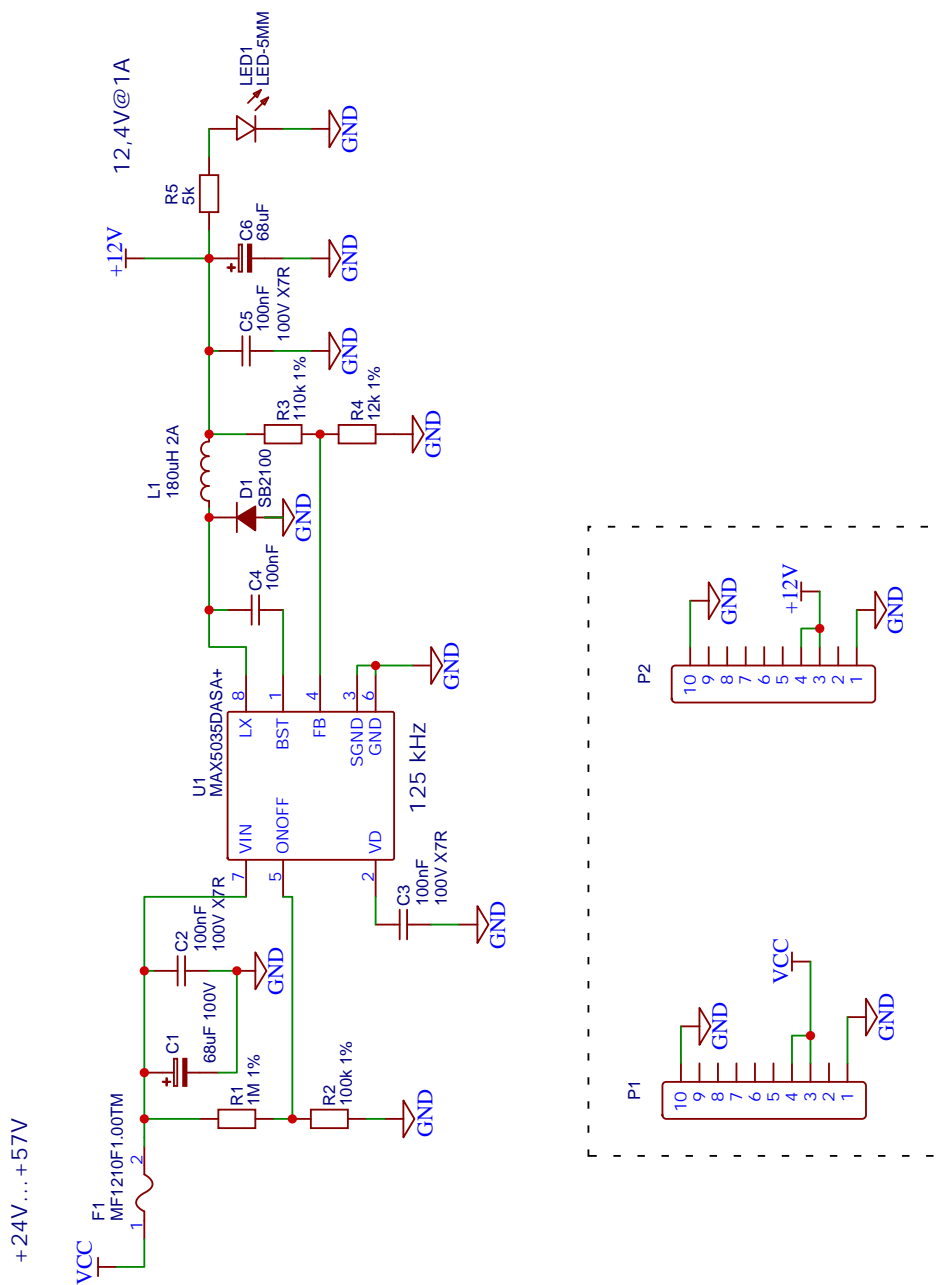 +24V...+57V
12,4V@1A
VCC
F1
MF1210F1.00TM
1
2
C1
68uF 100V
C2
100nF
100V X7R
GND
R1
1M 1%
R2
100k 1%
GND
U1
MAX5035DASA+
7
VIN
5
ONOFF
2
VD
LX
8
BST
1
FB
4
SGND
3
GND
6
125 kHz
C3
100nF
100V X7R
GND
GND
C4
100nF
L1
180uH 2A
D1
SB2100
GND
R3
110k 1%
R4
12k 1%
GND
C5
100nF
100V X7R
GND
+12V
+
C6
68uF
GND
R5
5k
LED1
LED-5MM
GND
+
P1
10
9
8
7
6
5
4
3
2
1
GND
VCC
GND
P2
10
9
8
7
6
5
4
3
2
1
GND
+12V
GND